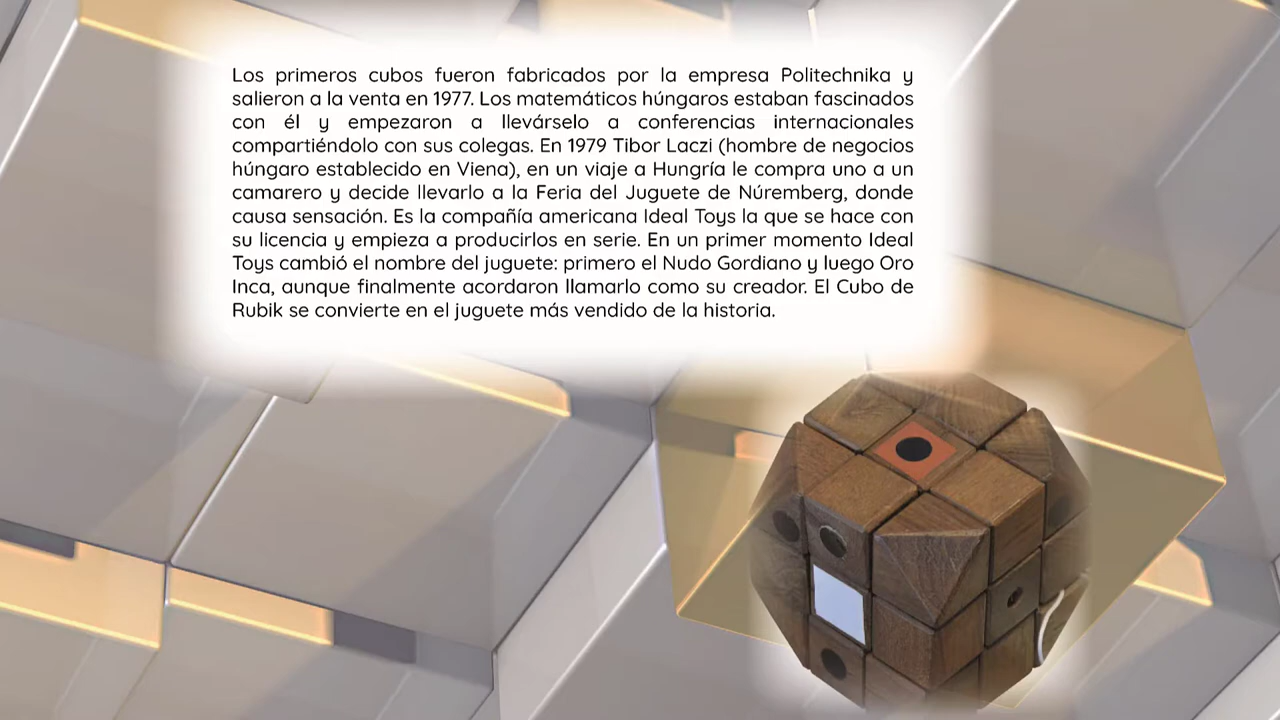 Los primeros cubos fueron fabricados por la empresa Politechnika y
salieron a la venta en 1977. Los matemáticos húngaros estaban fascinados
con él y empezaron a llevárselo a conferencias internacionales
compartiéndolo con sus colegas. En 1979 Tibor Laczi (hombre de negocios
húngaro establecido en Viena), en un viaje a Hungría le compra uno a un
camarero y decide llevarlo a la Feria del Juguete de Núremberg, donde
causa sensación. Es la compañía americana Ideal Toys la que se hace con
su licencia y empieza a producirlos en serie. En un primer momento Ideal
Toys cambió el nombre del juguete: primero el Nudo Gordiano y luego Oro
Inca, aunque finalmente acordaron llamarlo como su creador. El Cubo de
Rubik se convierte en el juguete más vendido de la historia.